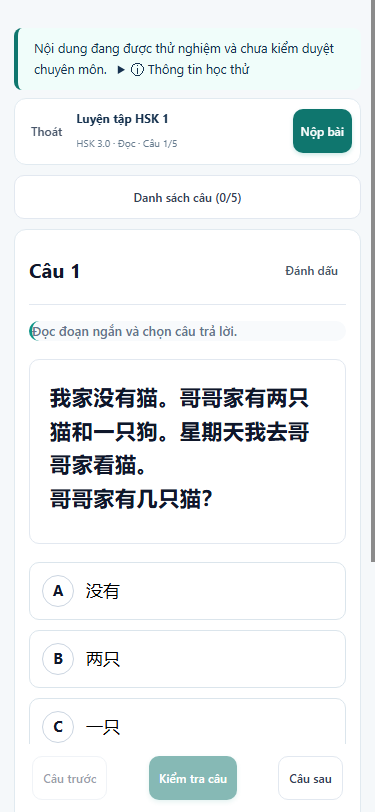 Nội dung đang được thử nghiệm và chưa kiểm duyệt
chuyên môn. ▶ ⓘ Thông tin học thử
Thoát
Luyện tập HSK 1
HSK 3.0 · Đọc · Câu 1/5
Nộp bài
Danh sách câu (0/5)
Câu 1
Đánh dấu
Đọc đoạn ngắn và chọn câu trả lời.
我家没有猫。哥哥家有两只
猫和一只狗。星期天我去哥
哥家看猫。
哥哥家有几只猫？
A 没有
B 两只
C 一只
Câu trước
Kiểm tra câu
Câu sau